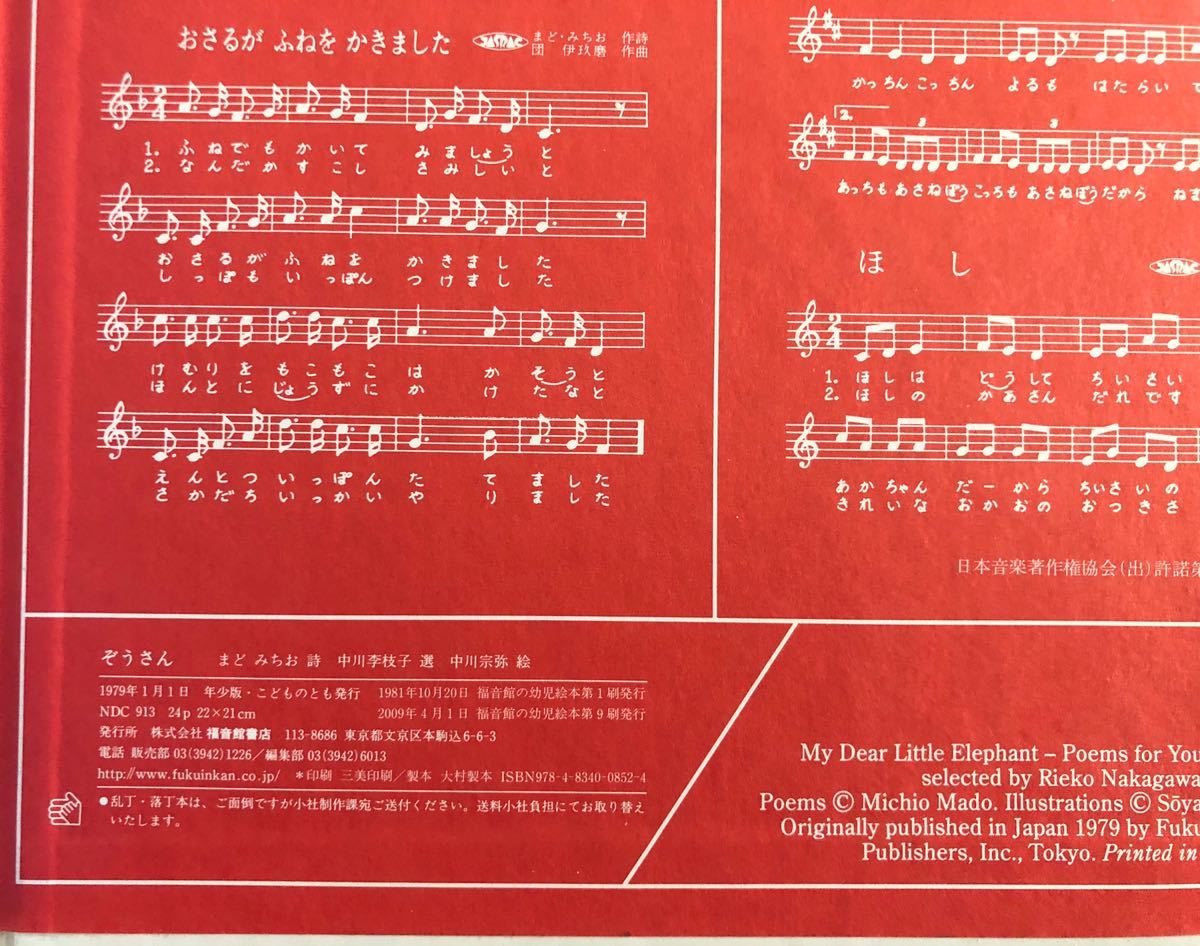 おさるが ふねを かきました
JASRAC
まど・みちお 作詩
団 伊玖磨 作曲
1. ふねでもかいて みましょうと
2. なんだかすこし さみしいと
おさるがふねを かきました
しっぽもいっぽん つけました
けむりをもこもこ はかそうと
ほんとにじょうずに かけたなと
えんとついっぽんたてました
さかだちいっかいやりました
かっちんこっちん よるも はたらいて
2.
3 3
あっちもあさねぼうこっちもあさねぼうだから ねま
ほし
JASRAC
1. ほしは どうして ちいさい
2. ほしの かあさん だれです
あかちゃん だーから ちいさいの
きれいな おかおの おつきさ
日本音楽著作権協会(出)許諾第
ぞうさん まど みちお 詩 中川李枝子 選 中川宗弥 絵
1979年1月1日 年少版・こどものとも発行 1981年10月20日 福音館の幼児絵本第1刷発行
NDC 913 24p 22×21cm 2009年4月1日 福音館の幼児絵本第9刷発行
発行所 株式会社 福音館書店 113-8686 東京都文京区本駒込6-6-3
電話 販売部 03(3942)1226/編集部 03(3942)6013
http://www.fukuinkan.co.jp/ *印刷 三美印刷/製本 大村製本 ISBN978-4-8340-0852-4
●乱丁・落丁本は、ご面倒ですが小社制作課宛ご送付ください。送料小社負担にてお取り替え
いたします。
My Dear Little Elephant – Poems for You
selected by Rieko Nakagawa
Poems © Michio Mado. Illustrations © Sōya
Originally published in Japan 1979 by Fuku
Publishers, Inc., Tokyo. Printed in